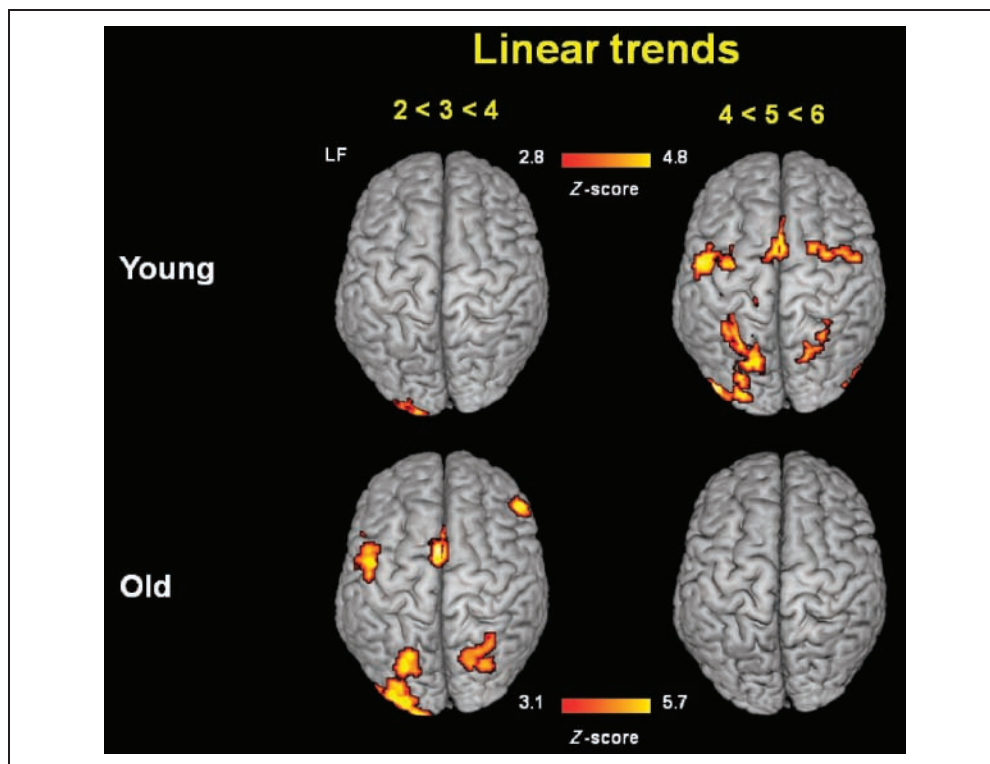 Linear trends
2 < 3 < 4
4 < 5 < 6
LF
2.8
4.8
Z-score
Young
Old
3.1
5.7
Z-score